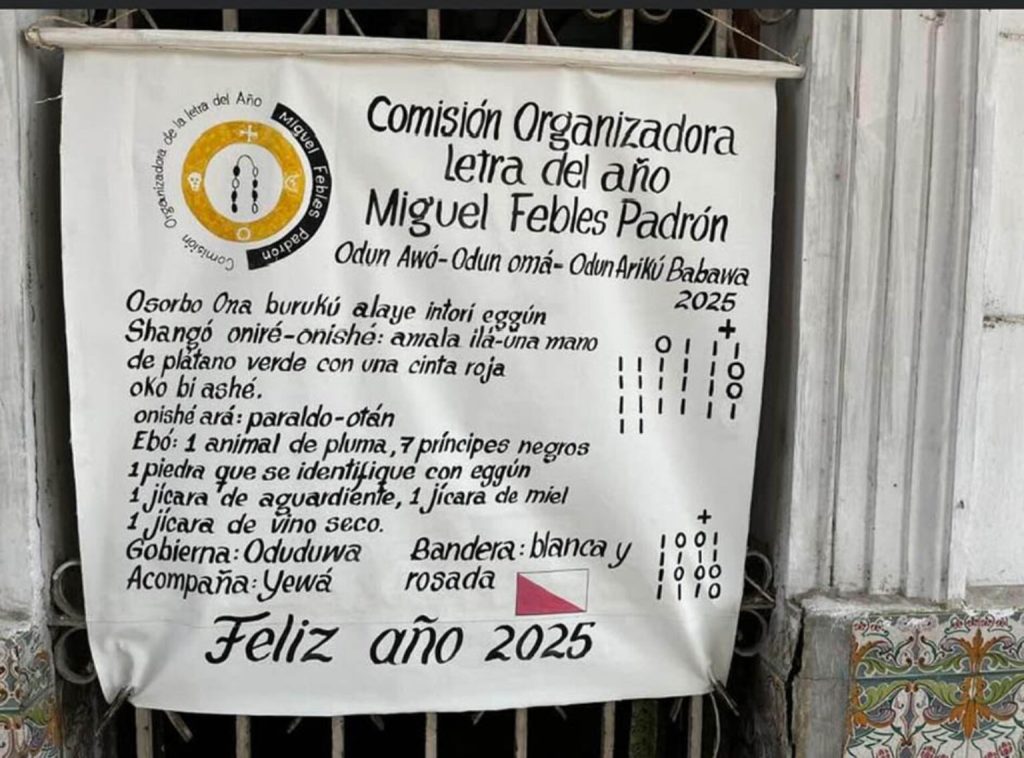 Comisión Organizadora de la letra del Año
Miguel Febles Padrón
Comisión Organizadora
Letra del año
Miguel Febles Padrón
Odun Awó-Odun omá-Odun Arikú Babawa
2025
Osorbo Ona burukú alaye intorí eggún
Shangó oniré-onishé: amala ilá-una mano
de plátano verde con una cinta roja
oko bi ashé.
onishé ará: paraldo-otán
Ebó: 1 animal de pluma, 7 príncipes negros
1 piedra que se identifique con eggún
1 jícara de aguardiente, 1 jícara de miel
1 jícara de vino seco.
Gobierna: Oduduwa
Acompaña: Yewá
Bandera: blanca y
rosada
+
O I I I
I I I I I O
I I I I I O
I I I I I I
I I
+
I O O I
I I I O
I O O O
I I I O
Feliz año 2025